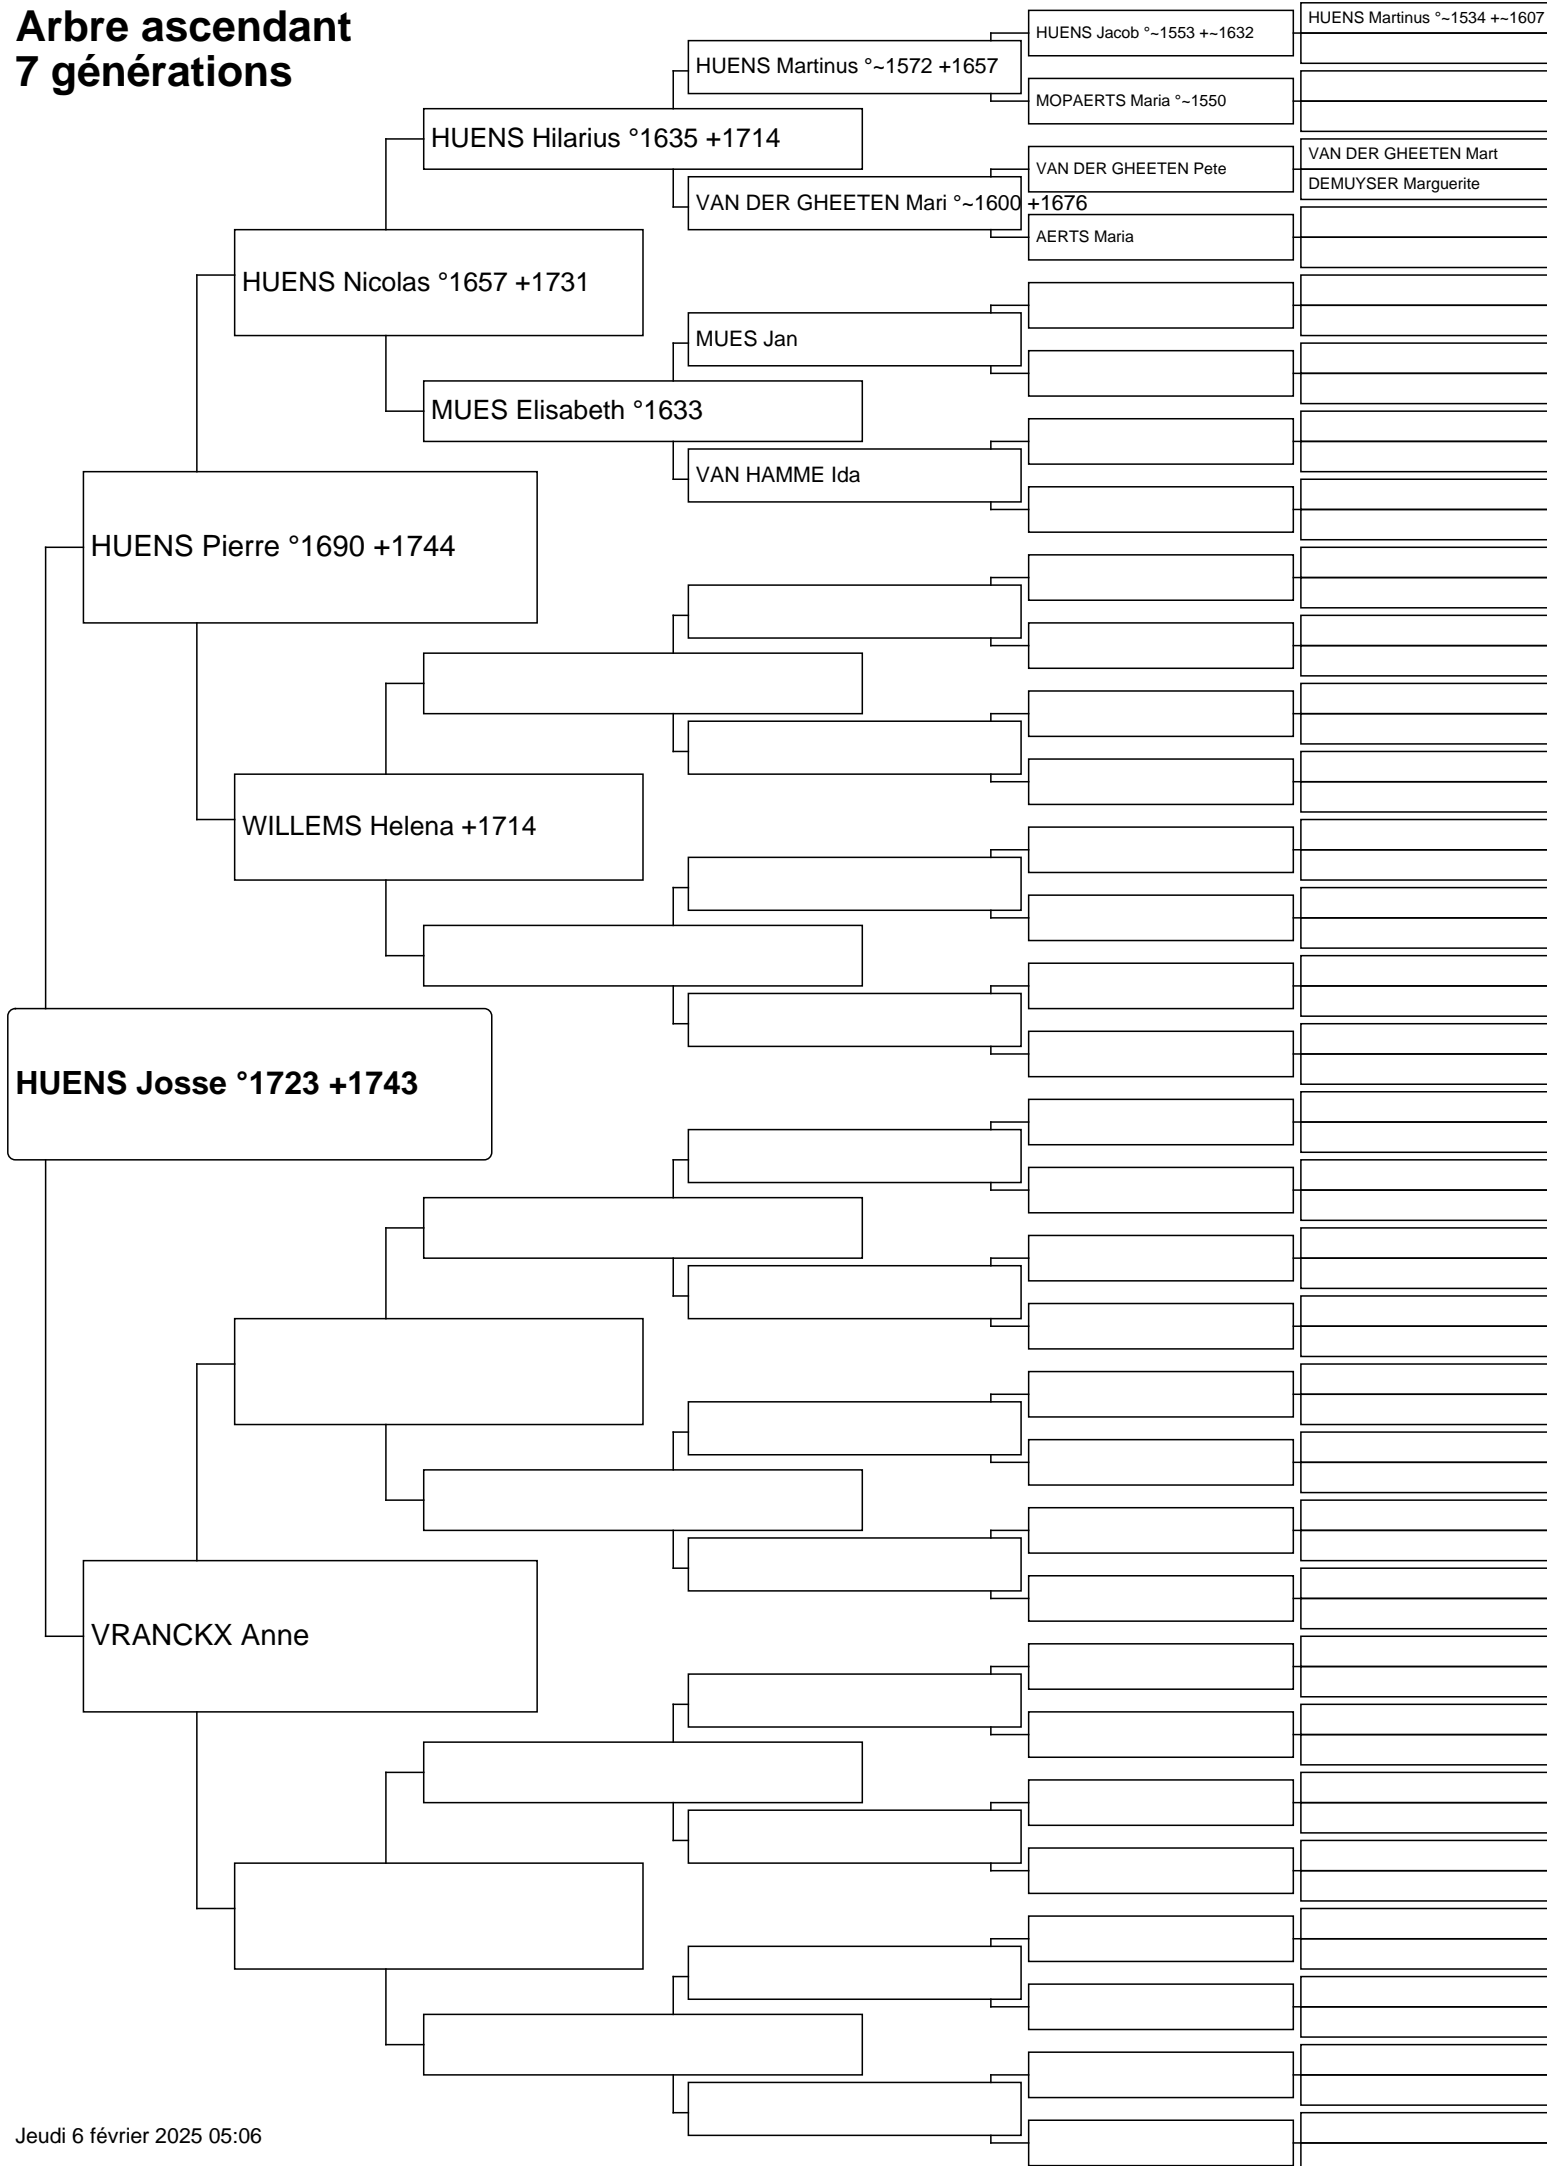 Arbre ascendant
7 générations
HUENS Martinus °~1534 +~1607
HUENS Jacob °~1553 +~1632
HUENS Martinus °~1572 +1657
MOPAERTS Maria °~1550
HUENS Hilarius °1635 +1714
VAN DER GHEETEN Mart
VAN DER GHEETEN Pete
DEMUYSER Marguerite
VAN DER GHEETEN Mari °~1600 +1676
AERTS Maria
HUENS Nicolas °1657 +1731
MUES Jan
MUES Elisabeth °1633
VAN HAMME Ida
HUENS Pierre °1690 +1744
WILLEMS Helena +1714
HUENS Josse °1723 +1743
VRANCKX Anne
Jeudi 6 février 2025 05:06